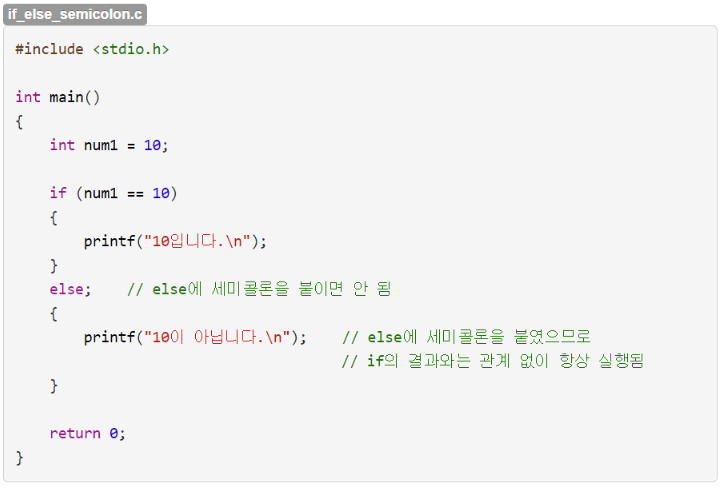 if_else_semicolon.c
#include <stdio.h>
int main()
{
int num1 = 10;
if (num1 == 10)
{
printf("10입니다.\n");
}
else; // else에 세미콜론을 붙이면 안 됨
{
printf("10이 아닙니다.\n"); // else에 세미콜론을 붙였으므로
// if의 결과와는 관계 없이 항상 실행됨
}
return 0;
}